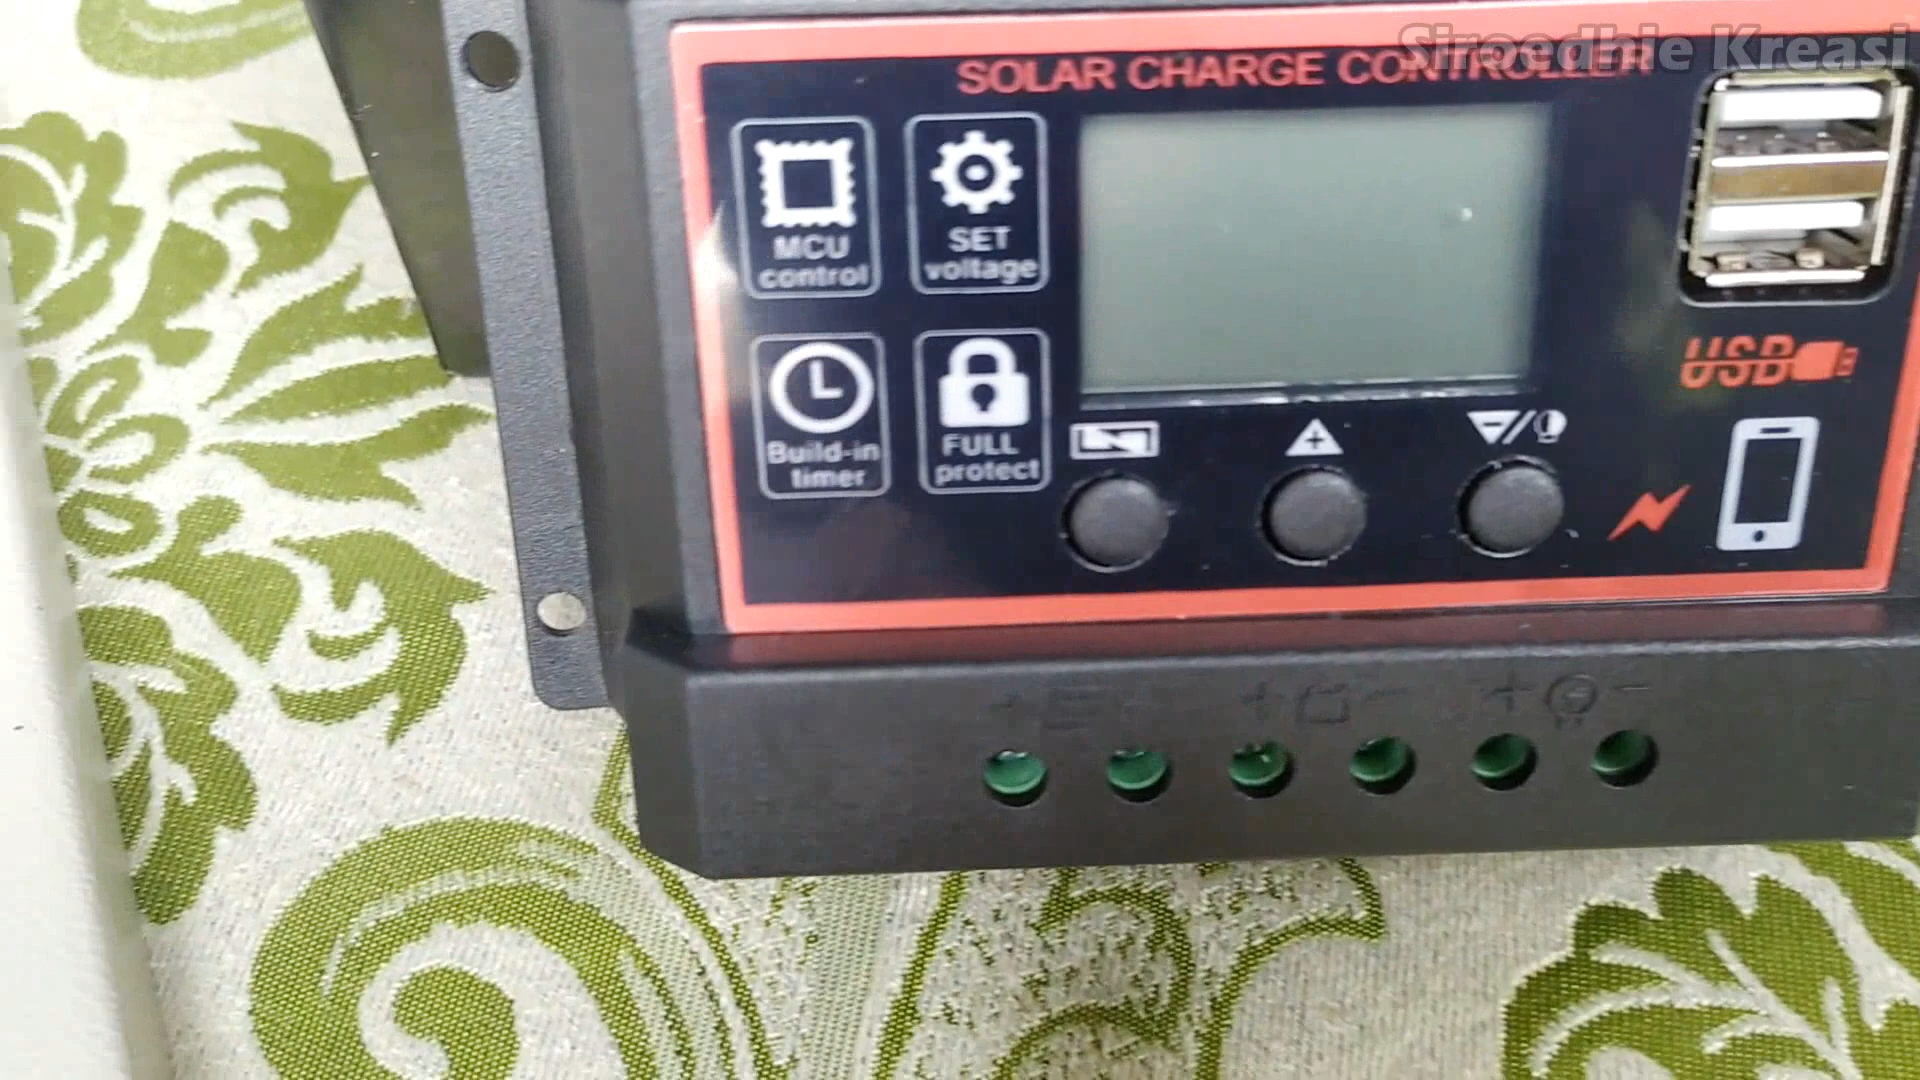 Siroedhie Kreasi
SOLAR CHARGE CONTROLLER
MCU
control
SET
voltage
Build-in
timer
FULL
protect
USB